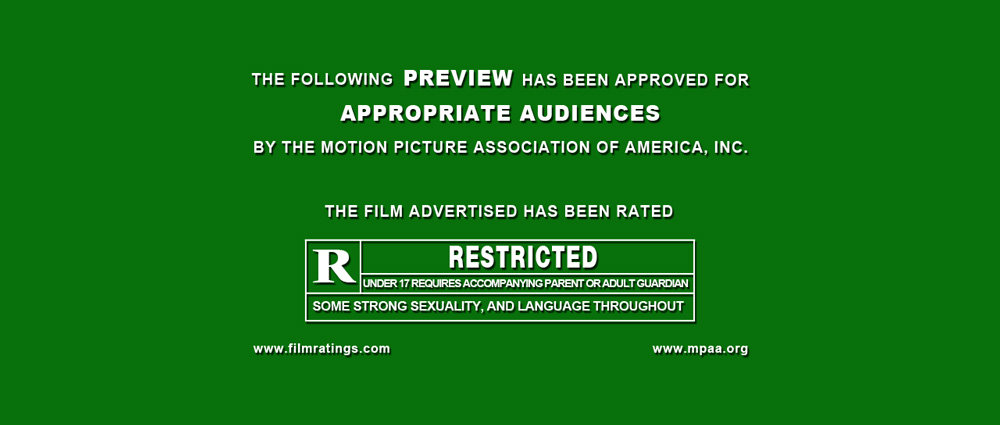 THE FOLLOWING PREVIEW HAS BEEN APPROVED FOR
APPROPRIATE AUDIENCES
BY THE MOTION PICTURE ASSOCIATION OF AMERICA, INC.
THE FILM ADVERTISED HAS BEEN RATED
R RESTRICTED
UNDER 17 REQUIRES ACCOMPANYING PARENT OR ADULT GUARDIAN
SOME STRONG SEXUALITY, AND LANGUAGE THROUGHOUT
www.filmratings.com www.mpaa.org